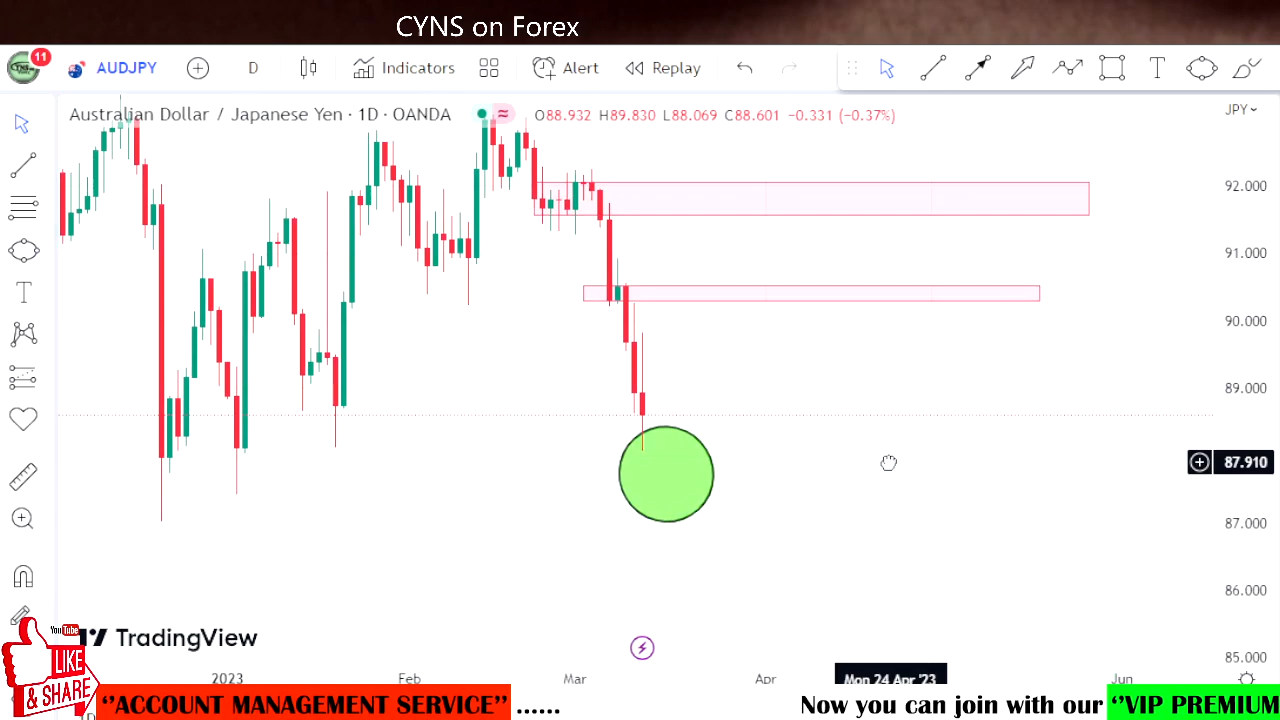 CYNS on Forex
11
AUDJPY D Indicators Alert Replay
Australian Dollar / Japanese Yen · 1D · OANDA O88.932 H89.830 L88.069 C88.601 −0.331 (−0.37%)
JPY
92.000
91.000
90.000
89.000
87.910
87.000
86.000
85.000
TradingView
2023 Feb Mar Apr Mon 24 Apr '23 Jun
YouTube
LIKE
& SHARE
‘‘ACCOUNT MANAGEMENT SERVICE’’ ...... Now you can join with our ‘‘VIP PREMIUM